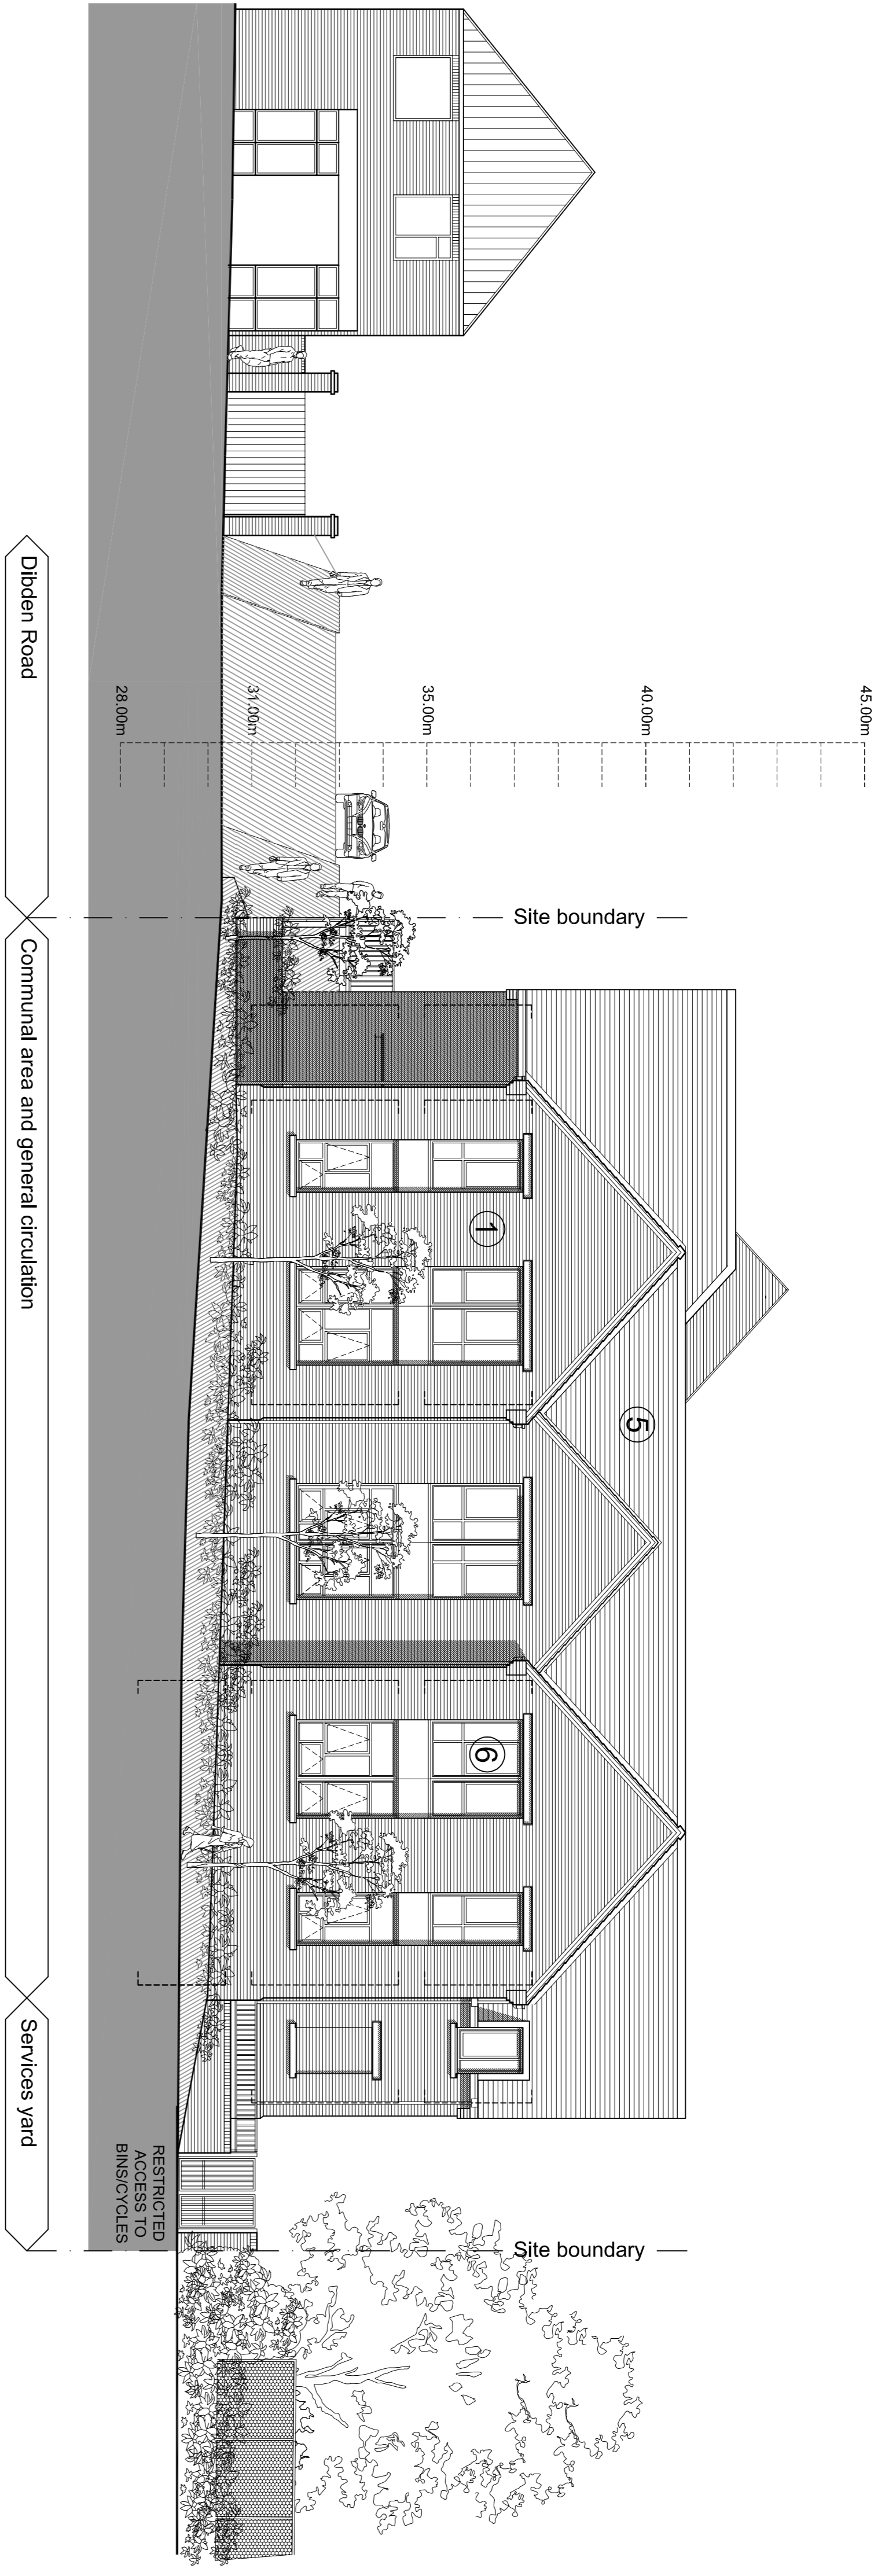 45.00m
40.00m
35.00m
31.00m
28.00m
Site boundary
Site boundary
1
5
6
RESTRICTED
ACCESS TO
BINS/CYCLES
Dibden Road
Communal area and general circulation
Services yard